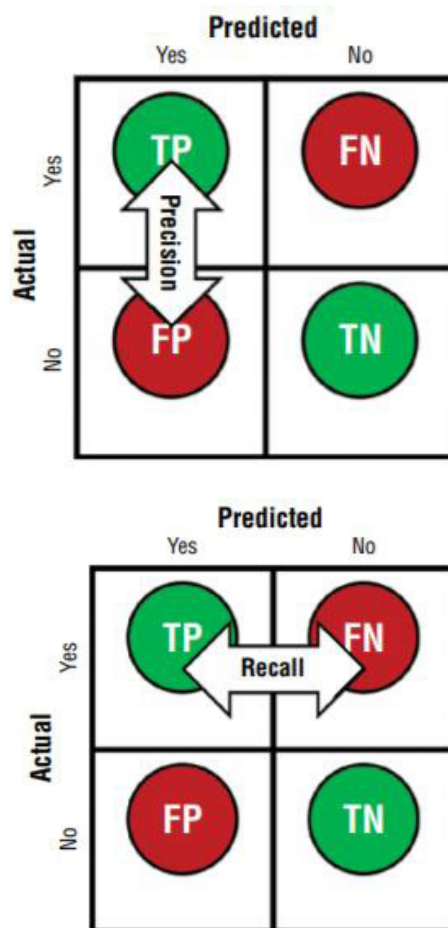 Predicted
Yes No
Yes TP FN
Precision
Actual
No FP TN
Predicted
Yes No
Yes TP FN
Recall
Actual
No FP TN